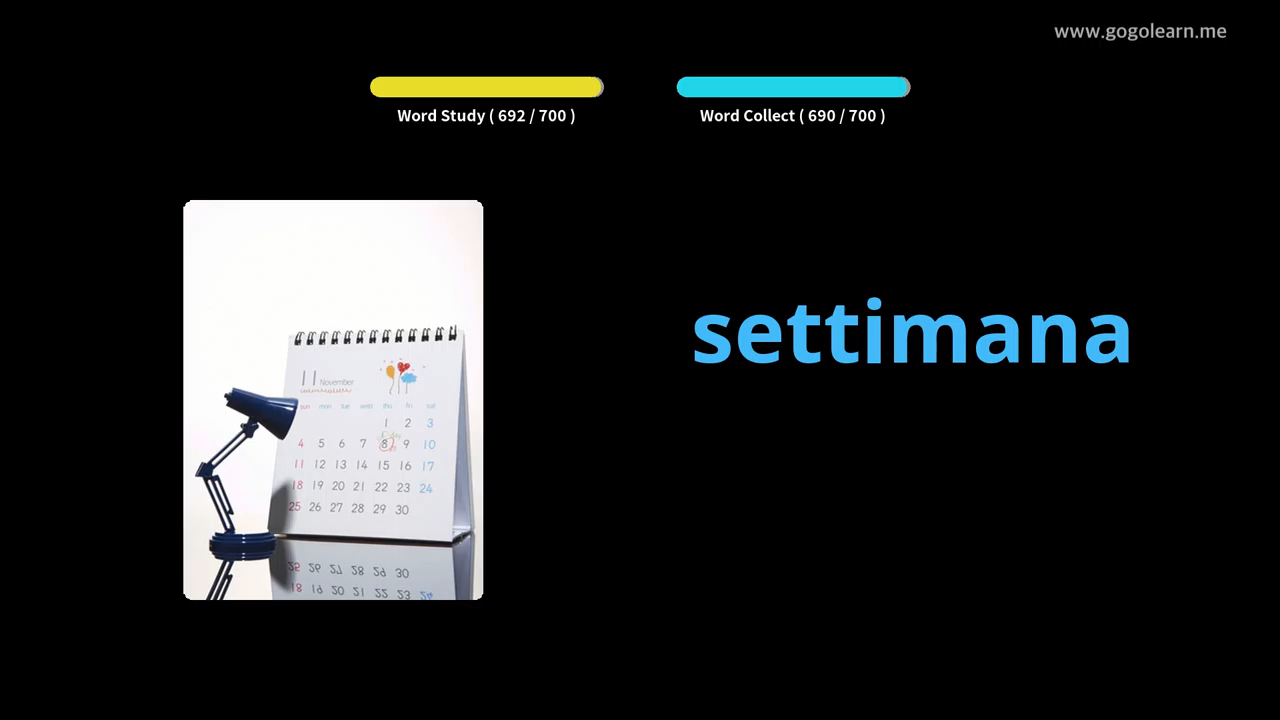 www.gogolearn.me
Word Study ( 692 / 700 )
Word Collect ( 690 / 700 )
settimana
11 November
sun mon tue wed thu fri sat
1 2 3
4 5 6 7 8 9 10
11 12 13 14 15 16 17
18 19 20 21 22 23 24
25 26 27 28 29 30